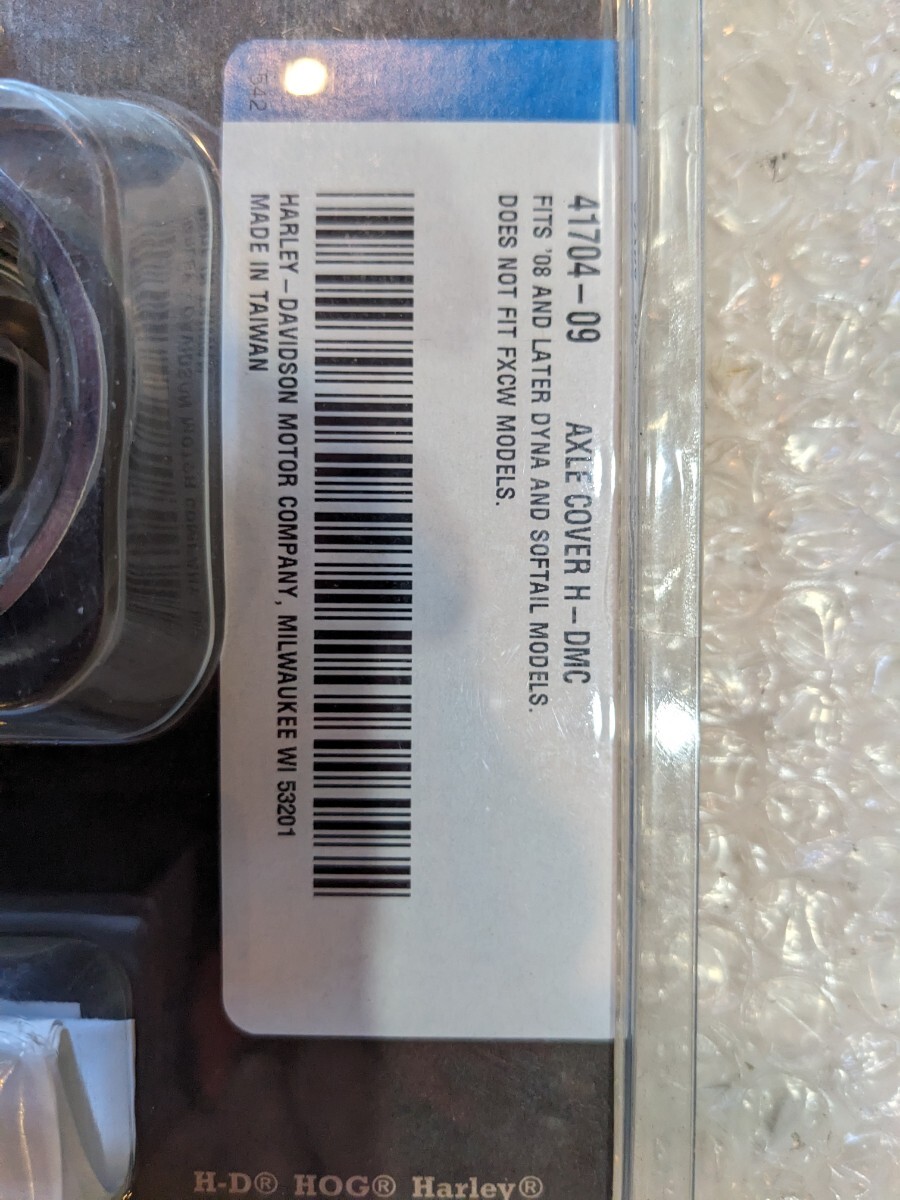 41704-09 AXLE COVER H-DMC
FITS '08 AND LATER DYNA AND SOFTAIL MODELS.
DOES NOT FIT FXCW MODELS.
HARLEY-DAVIDSON MOTOR COMPANY, MILWAUKEE WI 53201
MADE IN TAIWAN
542
H-D® HOG® Harley®